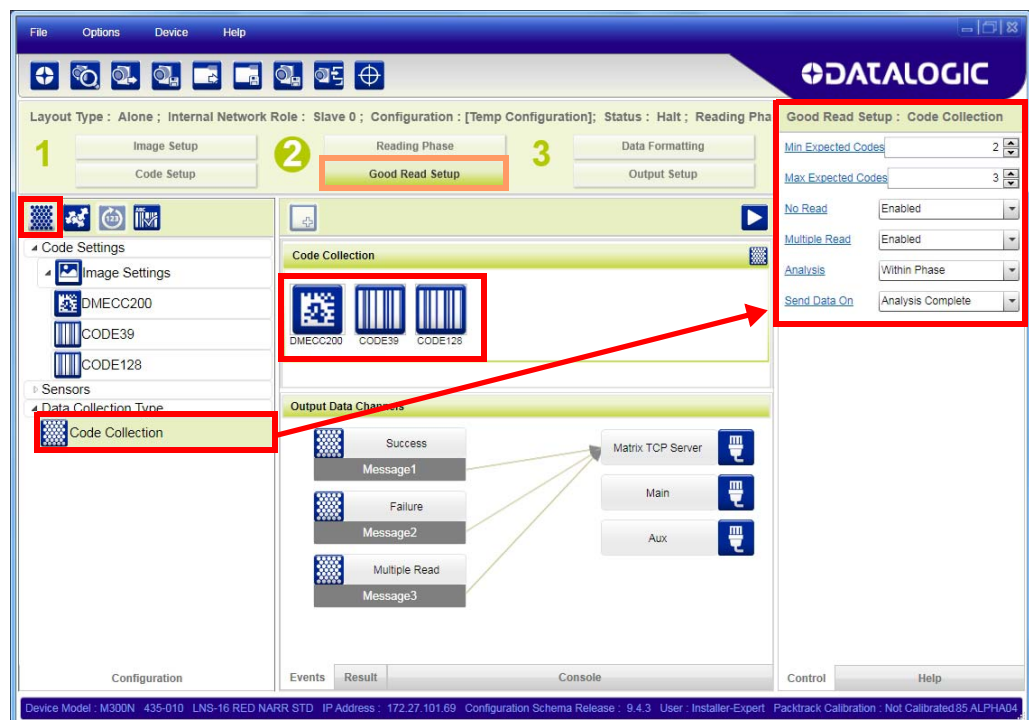 File Options Device Help
DATALOGIC
Layout Type : Alone ; Internal Network Role : Slave 0 ; Configuration : [Temp Configuration]; Status : Halt ; Reading Pha
1
Image Setup
Code Setup
2
Reading Phase
Good Read Setup
3
Data Formatting
Output Setup
Good Read Setup : Code Collection
Min Expected Codes 2
Max Expected Codes 3
No Read Enabled
Multiple Read Enabled
Analysis Within Phase
Send Data On Analysis Complete
Code Settings
Image Settings
DMECC200
CODE39
CODE128
Sensors
Data Collection Type
Code Collection
Code Collection
DMECC200 CODE39 CODE128
Output Data Channels
Success
Message1
Failure
Message2
Multiple Read
Message3
Matrix TCP Server
Main
Aux
Configuration
Events Result Console
Control Help
Device Model : M300N 435-010 LNS-16 RED NARR STD IP Address : 172.27.101.69 Configuration Schema Release : 9.4.3 User : Installer-Expert Packtrack Calibration : Not Calibrated 85 ALPHA04